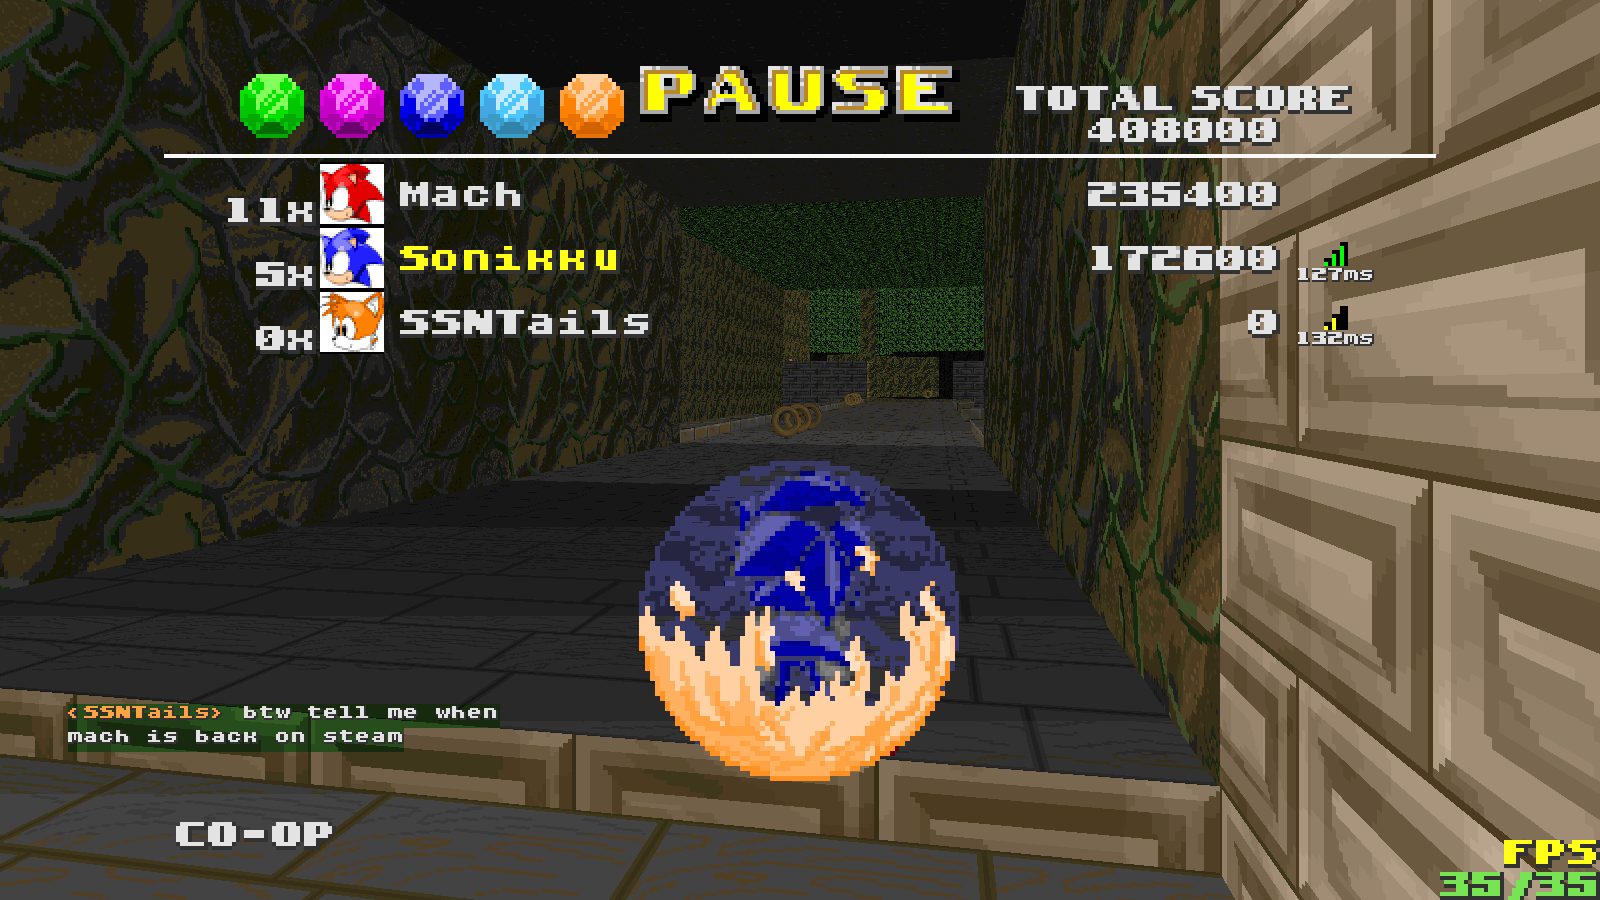 PAUSE
TOTAL SCORE
408000
11x Mach 235400
5x Sonikku 172600 127ms
0x SSNTails 0 132ms
<SSNTails> btw tell me when
mach is back on steam
CO-OP
FPS
35/35